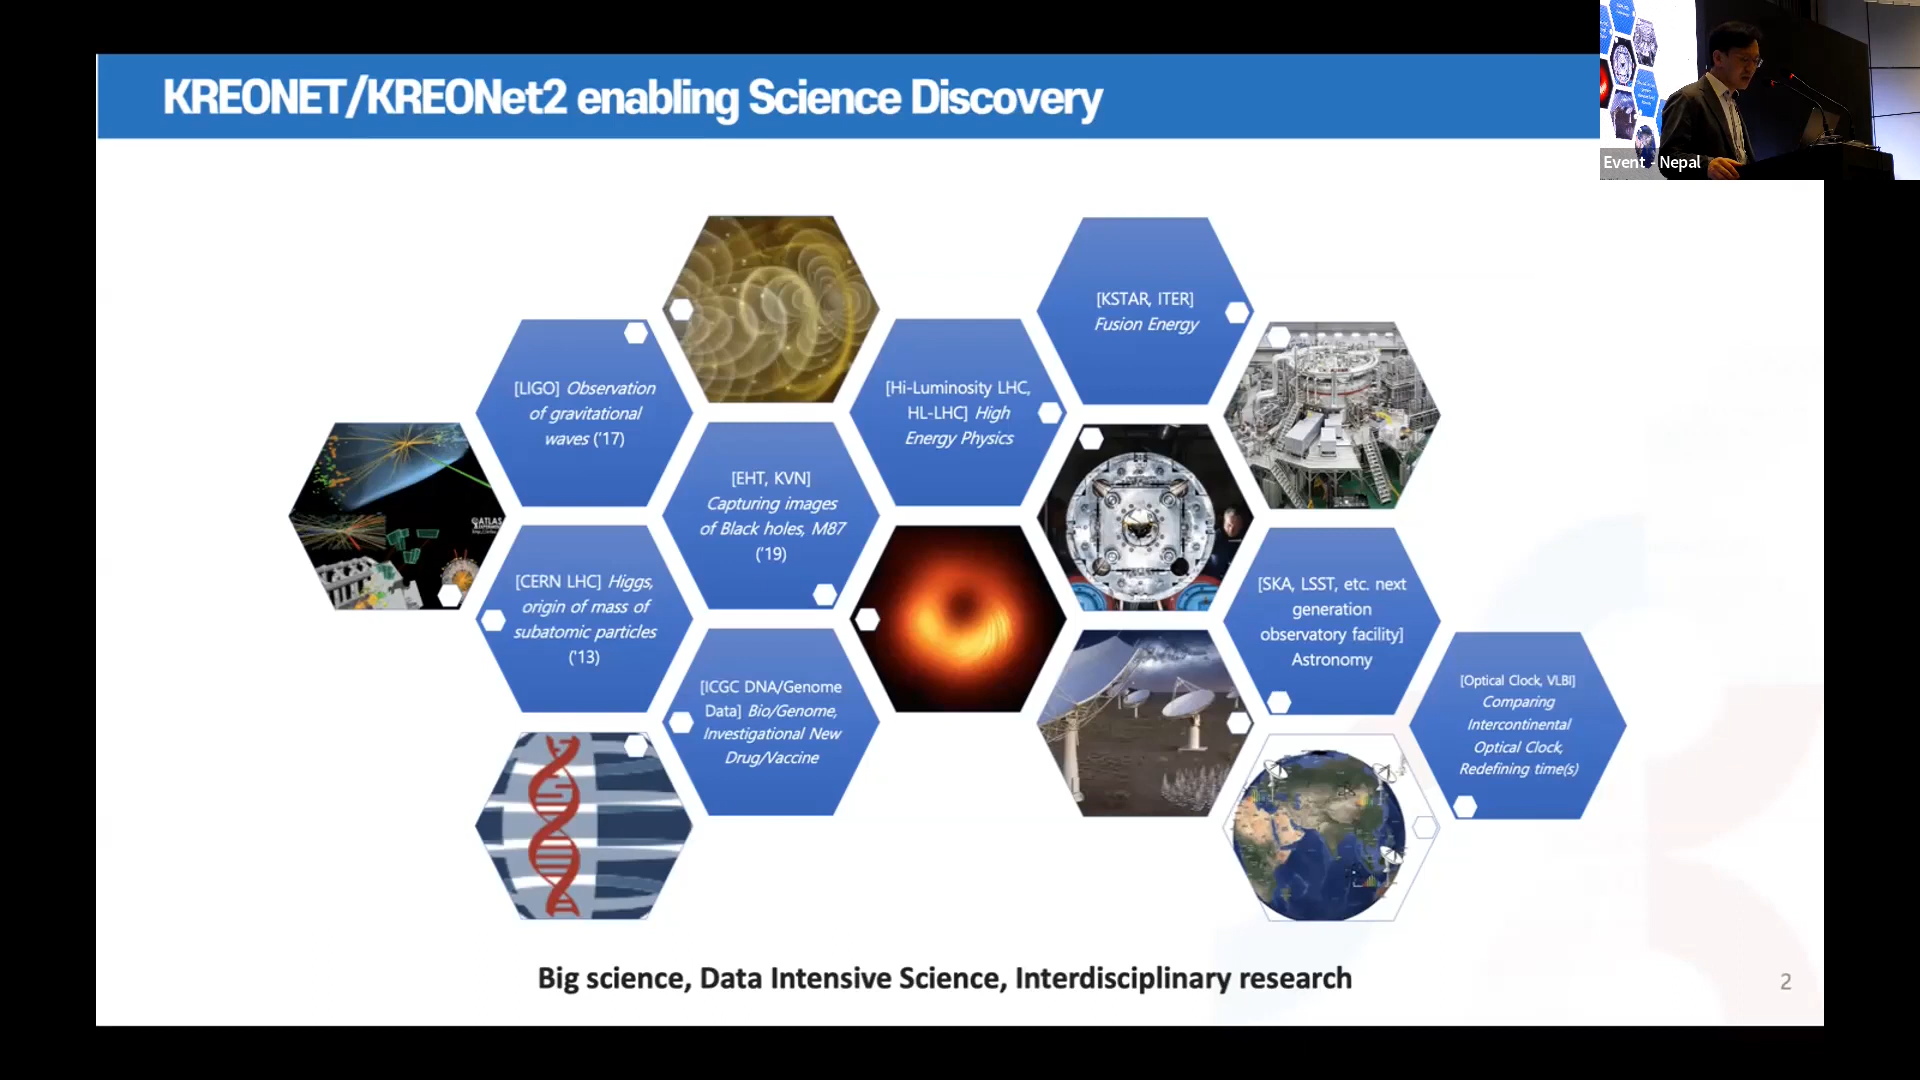 KREONET/KREONet2 enabling Science Discovery
Event - Nepal
[KSTAR, ITER]
Fusion Energy
[LIGO] Observation
of gravitational
waves ('17)
[Hi-Luminosity LHC,
HL-LHC] High
Energy Physics
[EHT, KVN]
Capturing images
of Black holes, M87
('19)
[CERN LHC] Higgs,
origin of mass of
subatomic particles
('13)
[SKA, LSST, etc. next
generation
observatory facility]
Astronomy
[ICGC DNA/Genome
Data] Bio/Genome,
Investigational New
Drug/Vaccine
[Optical Clock, VLBI]
Comparing
Intercontinental
Optical Clock,
Redefining time(s)
Big science, Data Intensive Science, Interdisciplinary research
2